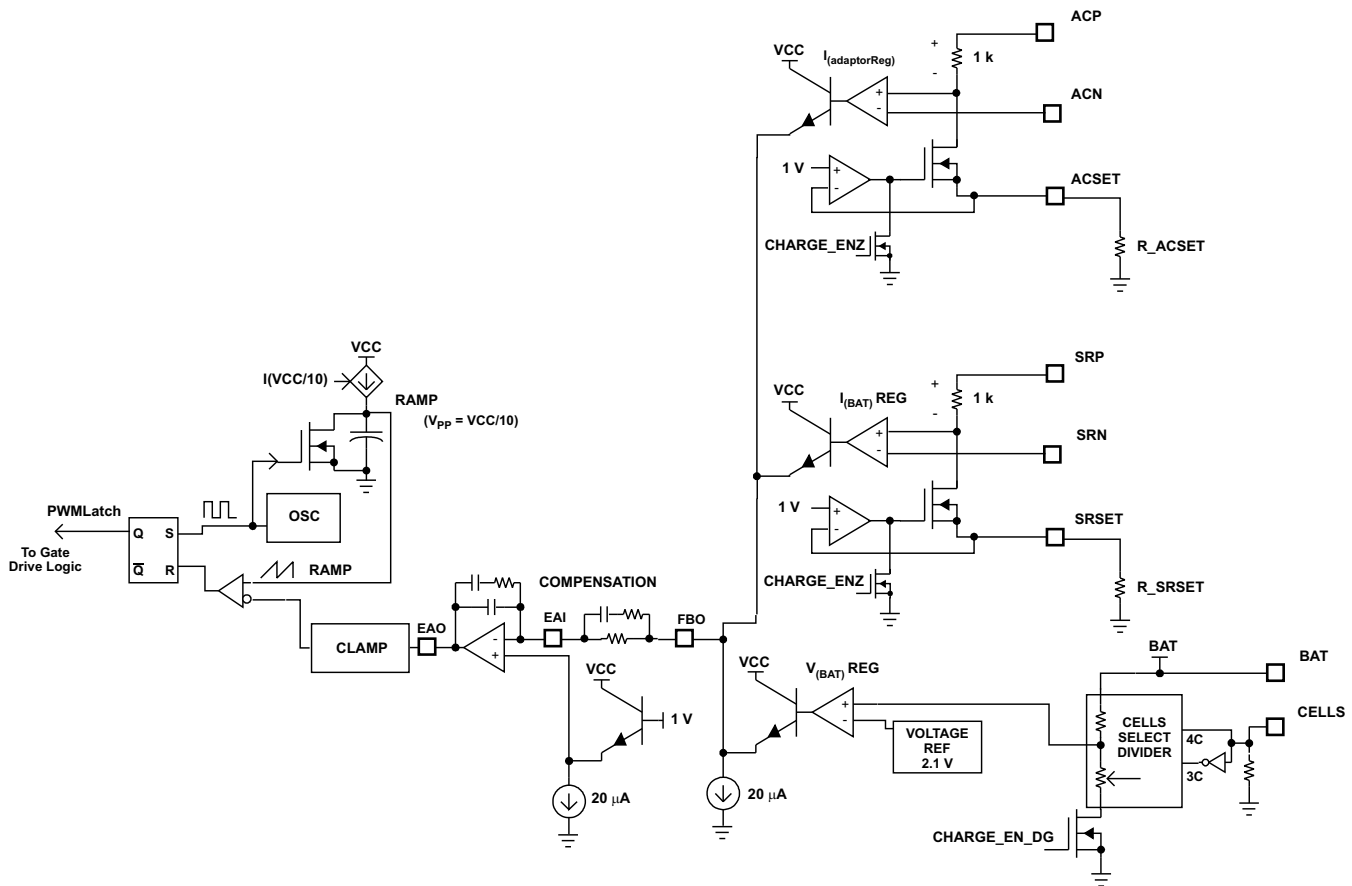 ACP
VCC
I(adaptorReg)
+
1 k
-
+
-
ACN
1 V
+
-
ACSET
CHARGE_ENZ
R_ACSET
VCC
I(VCC/10)
RAMP
(VPP = VCC/10)
SRP
VCC
I(BAT) REG
+
1 k
-
+
-
SRN
PWMLatch
Q
S
OSC
To Gate
Drive Logic
Q
R
RAMP
1 V
+
-
SRSET
CHARGE_ENZ
R_SRSET
COMPENSATION
EAO
EAI
FBO
-
+
CLAMP
VCC
1 V
20 µA
VCC
V(BAT) REG
+
-
VOLTAGE
REF
2.1 V
20 µA
BAT
BAT
CELLS
SELECT
DIVIDER
4C
3C
CELLS
CHARGE_EN_DG